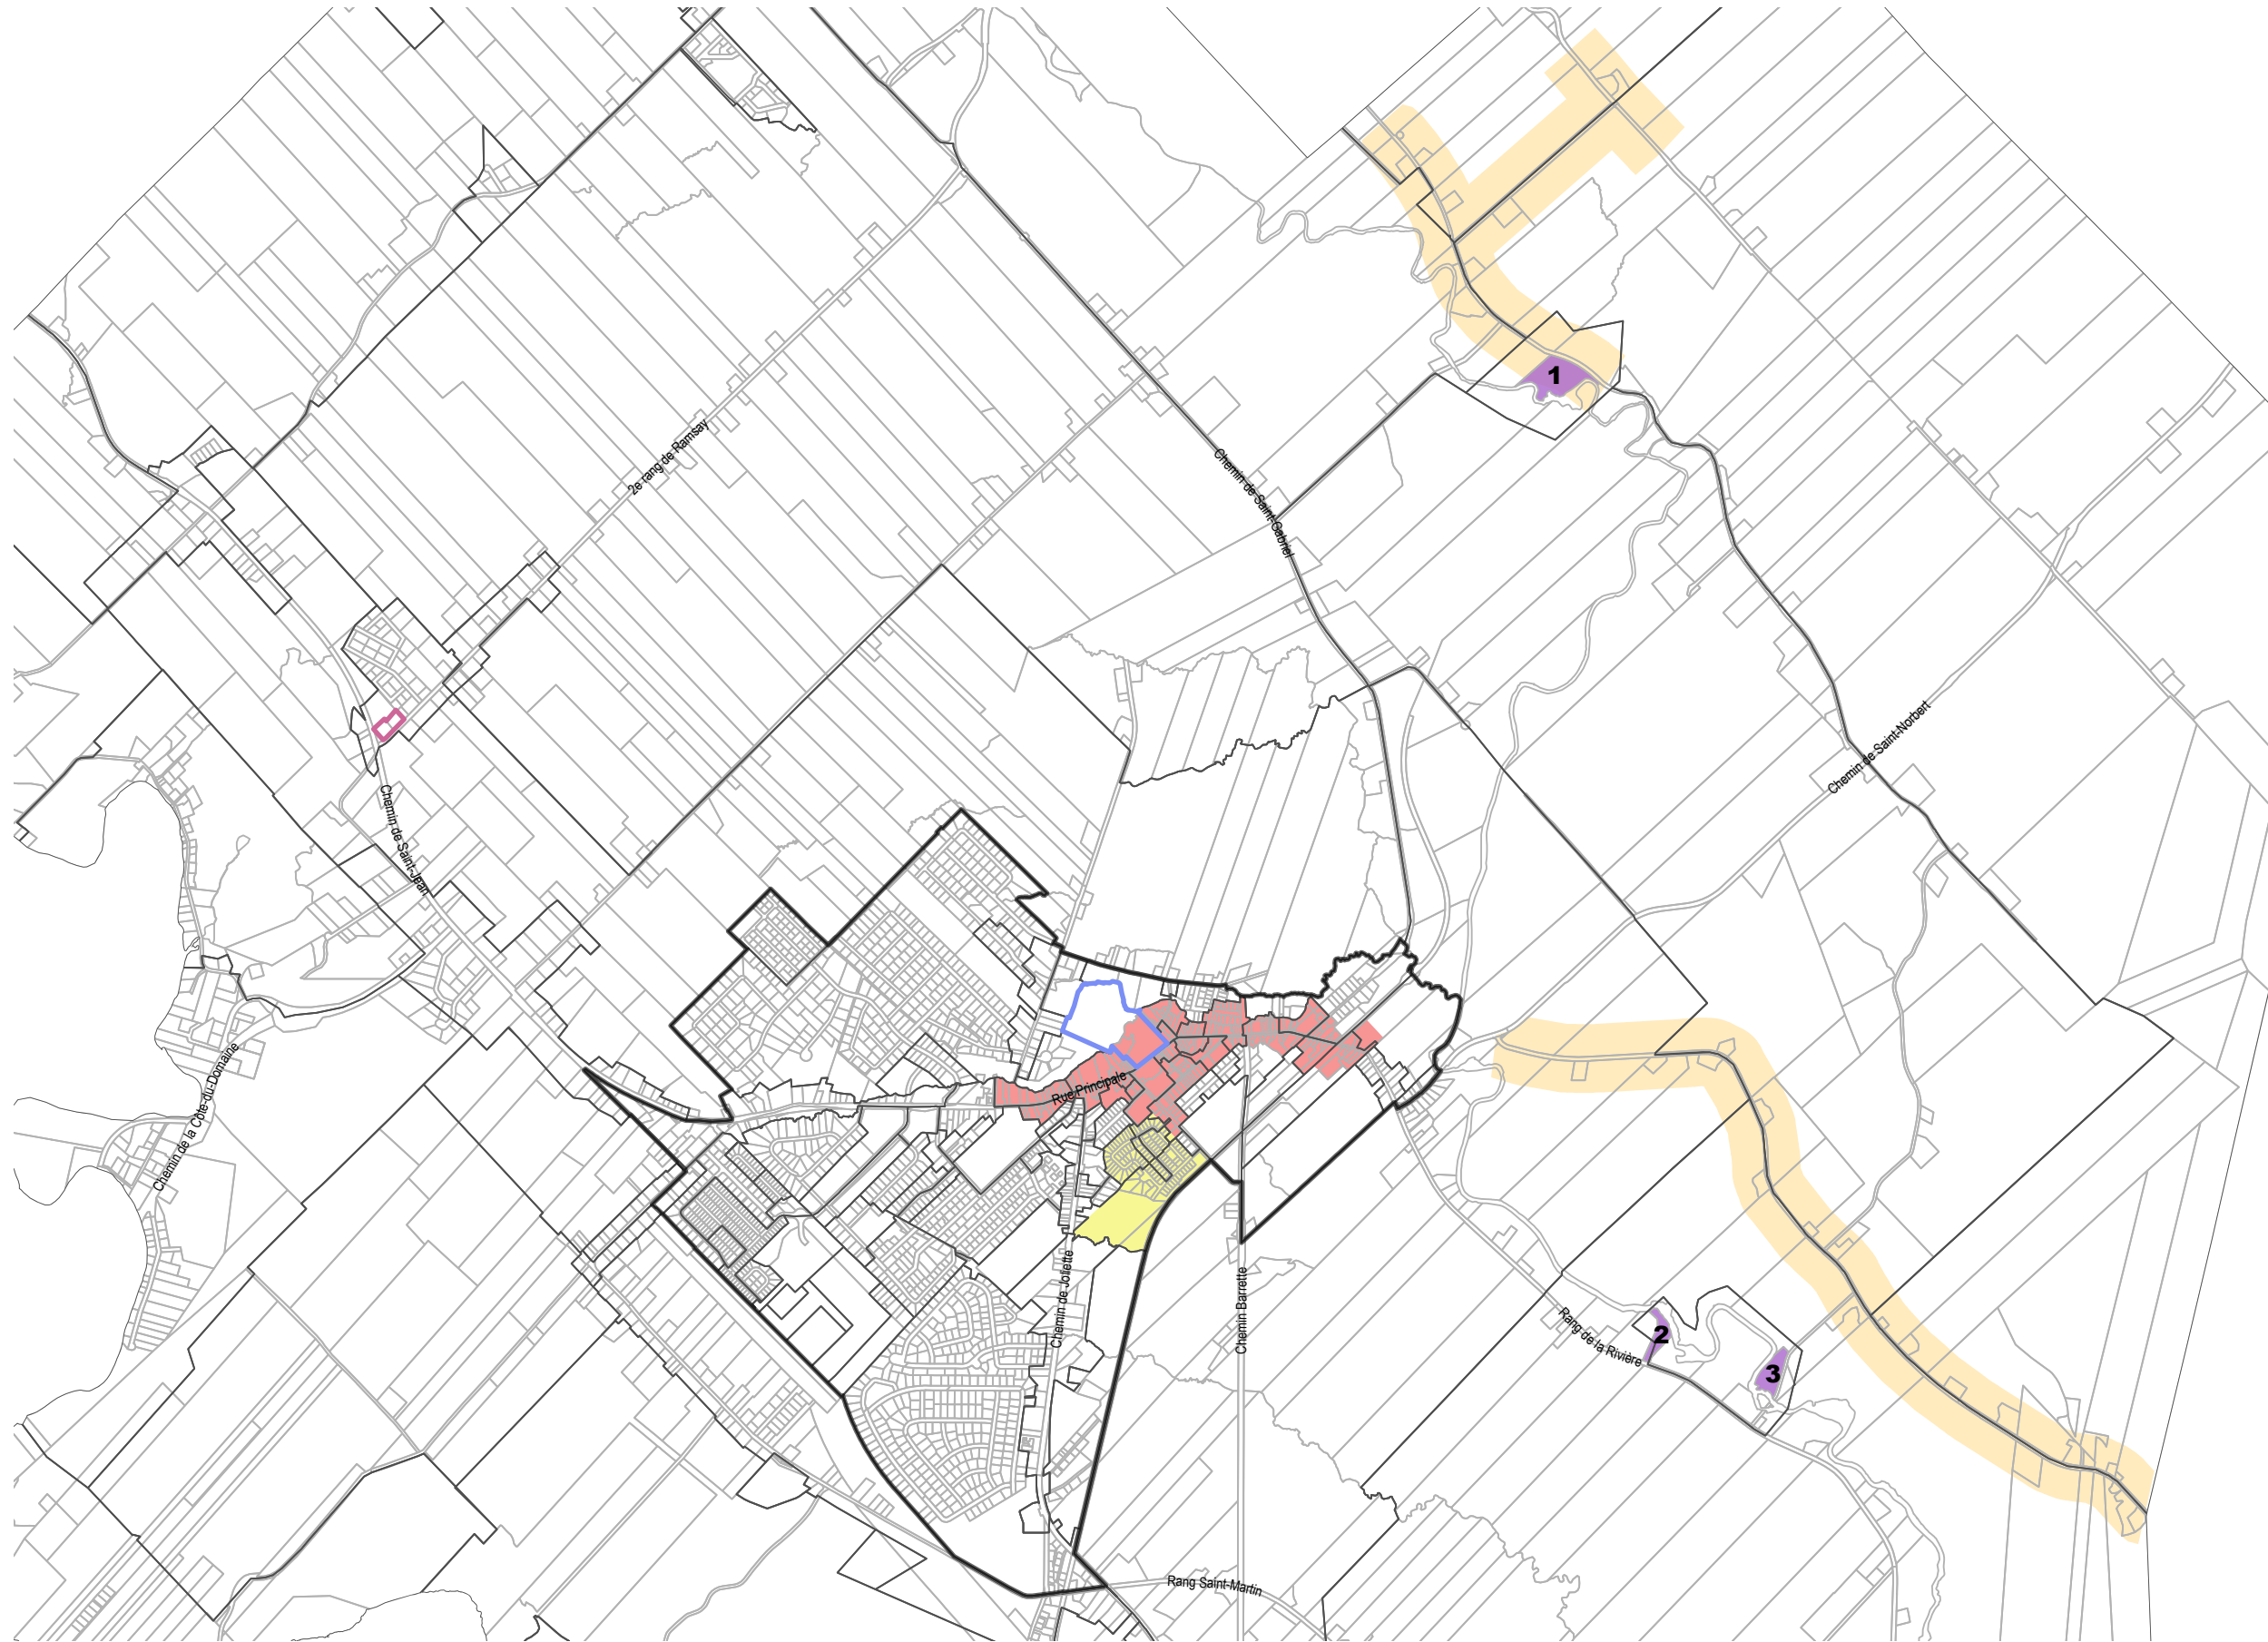 1
2e rang de Ramsay
Chemin de Saint-Gabriel
Chemin de Saint-Norbert
Chemin de Saint-Jean
Chemin de la Côte-du-Domaine
Rue Principale
Chemin de Joliette
Chemin Barrette
Rang de la Rivière
2
3
Rang Saint-Martin